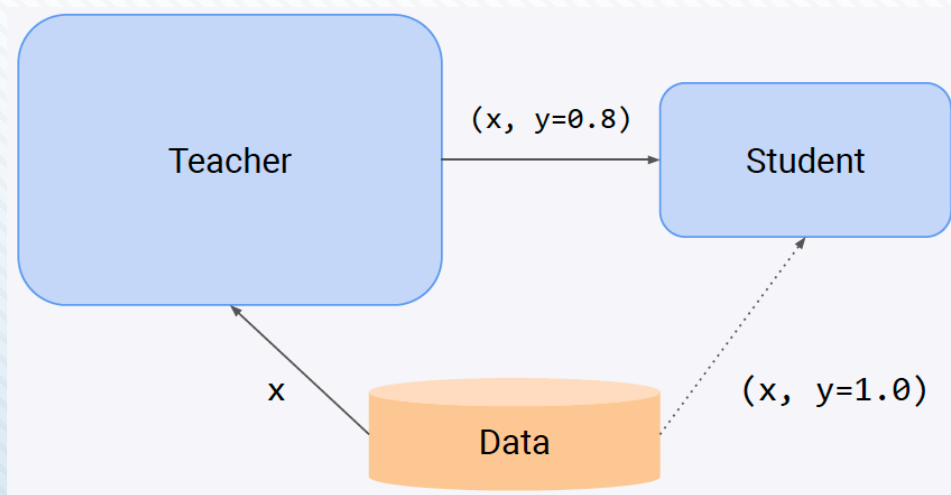 (x, y=0.8)
Teacher
Student
x
(x, y=1.0)
Data